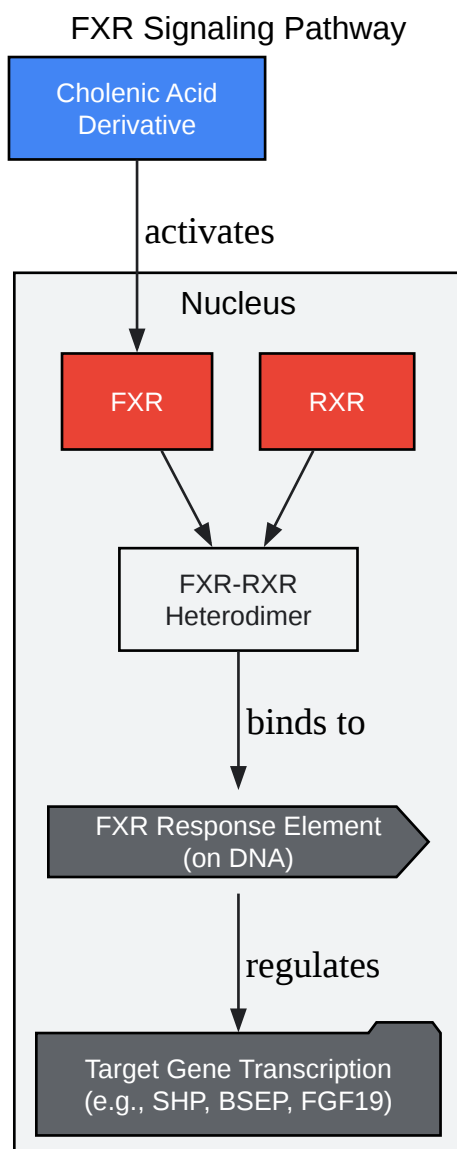 FXR Signaling Pathway
Cholenic Acid
Derivative
activates
Nucleus
FXR
RXR
FXR-RXR
Heterodimer
binds to
FXR Response Element
(on DNA)
regulates
Target Gene Transcription
(e.g., SHP, BSEP, FGF19)